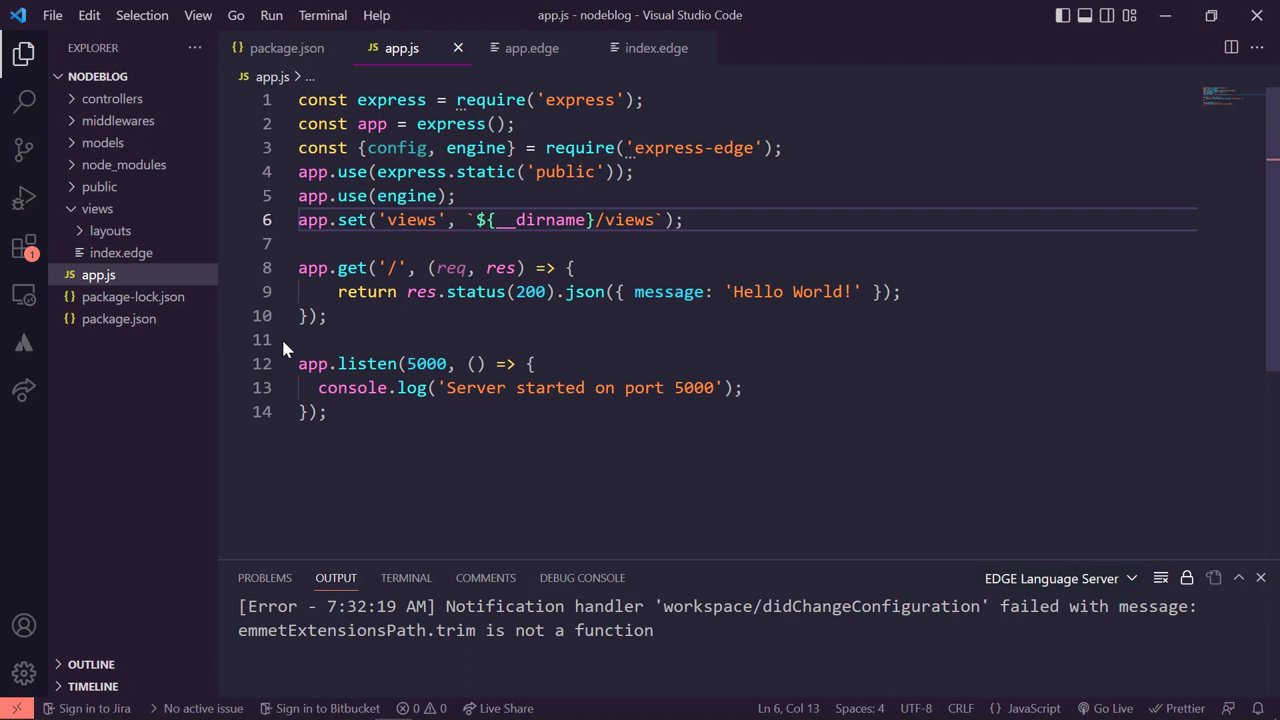 File Edit Selection View Go Run Terminal Help app.js - nodeblog - Visual Studio Code
EXPLORER
NODEBLOG
controllers
middlewares
models
node_modules
public
views
layouts
index.edge
JS app.js
{} package-lock.json
{} package.json
OUTLINE
TIMELINE
{} package.json JS app.js app.edge index.edge
JS app.js > ...
1 const express = require('express');
2 const app = express();
3 const {config, engine} = require('express-edge');
4 app.use(express.static('public'));
5 app.use(engine);
6 app.set('views', `${__dirname}/views`);
7
8 app.get('/', (req, res) => {
9 return res.status(200).json({ message: 'Hello World!' });
10 });
11
12 app.listen(5000, () => {
13 console.log('Server started on port 5000');
14 });
PROBLEMS OUTPUT TERMINAL COMMENTS DEBUG CONSOLE EDGE Language Server
[Error - 7:32:19 AM] Notification handler 'workspace/didChangeConfiguration' failed with message:
emmetExtensionsPath.trim is not a function
1
Sign in to Jira No active issue Sign in to Bitbucket 0 0 Live Share Ln 6, Col 13 Spaces: 4 UTF-8 CRLF {} JavaScript Go Live Prettier